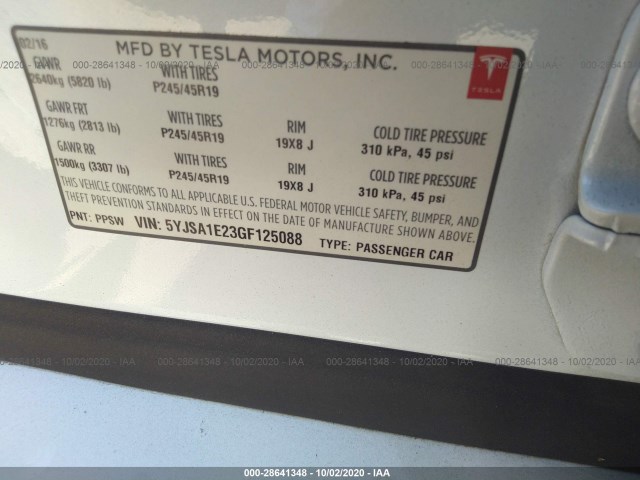 02/16
MFD BY TESLA MOTORS, INC.
TESLA
GVWR
2640kg (5820 lb)
WITH TIRES
P245/45R19
GAWR FRT
1276kg (2813 lb)
WITH TIRES
P245/45R19
RIM
19X8 J
COLD TIRE PRESSURE
310 kPa, 45 psi
GAWR RR
1500kg (3307 lb)
WITH TIRES
P245/45R19
RIM
19X8 J
COLD TIRE PRESSURE
310 kPa, 45 psi
THIS VEHICLE CONFORMS TO ALL APPLICABLE U.S. FEDERAL MOTOR VEHICLE SAFETY, BUMPER, AND
THEFT PREVENTION STANDARDS IN EFFECT ON THE DATE OF MANUFACTURE SHOWN ABOVE.
PNT: PPSW VIN: 5YJSA1E23GF125088 TYPE: PASSENGER CAR
000-28641348 - 10/02/2020 - IAA